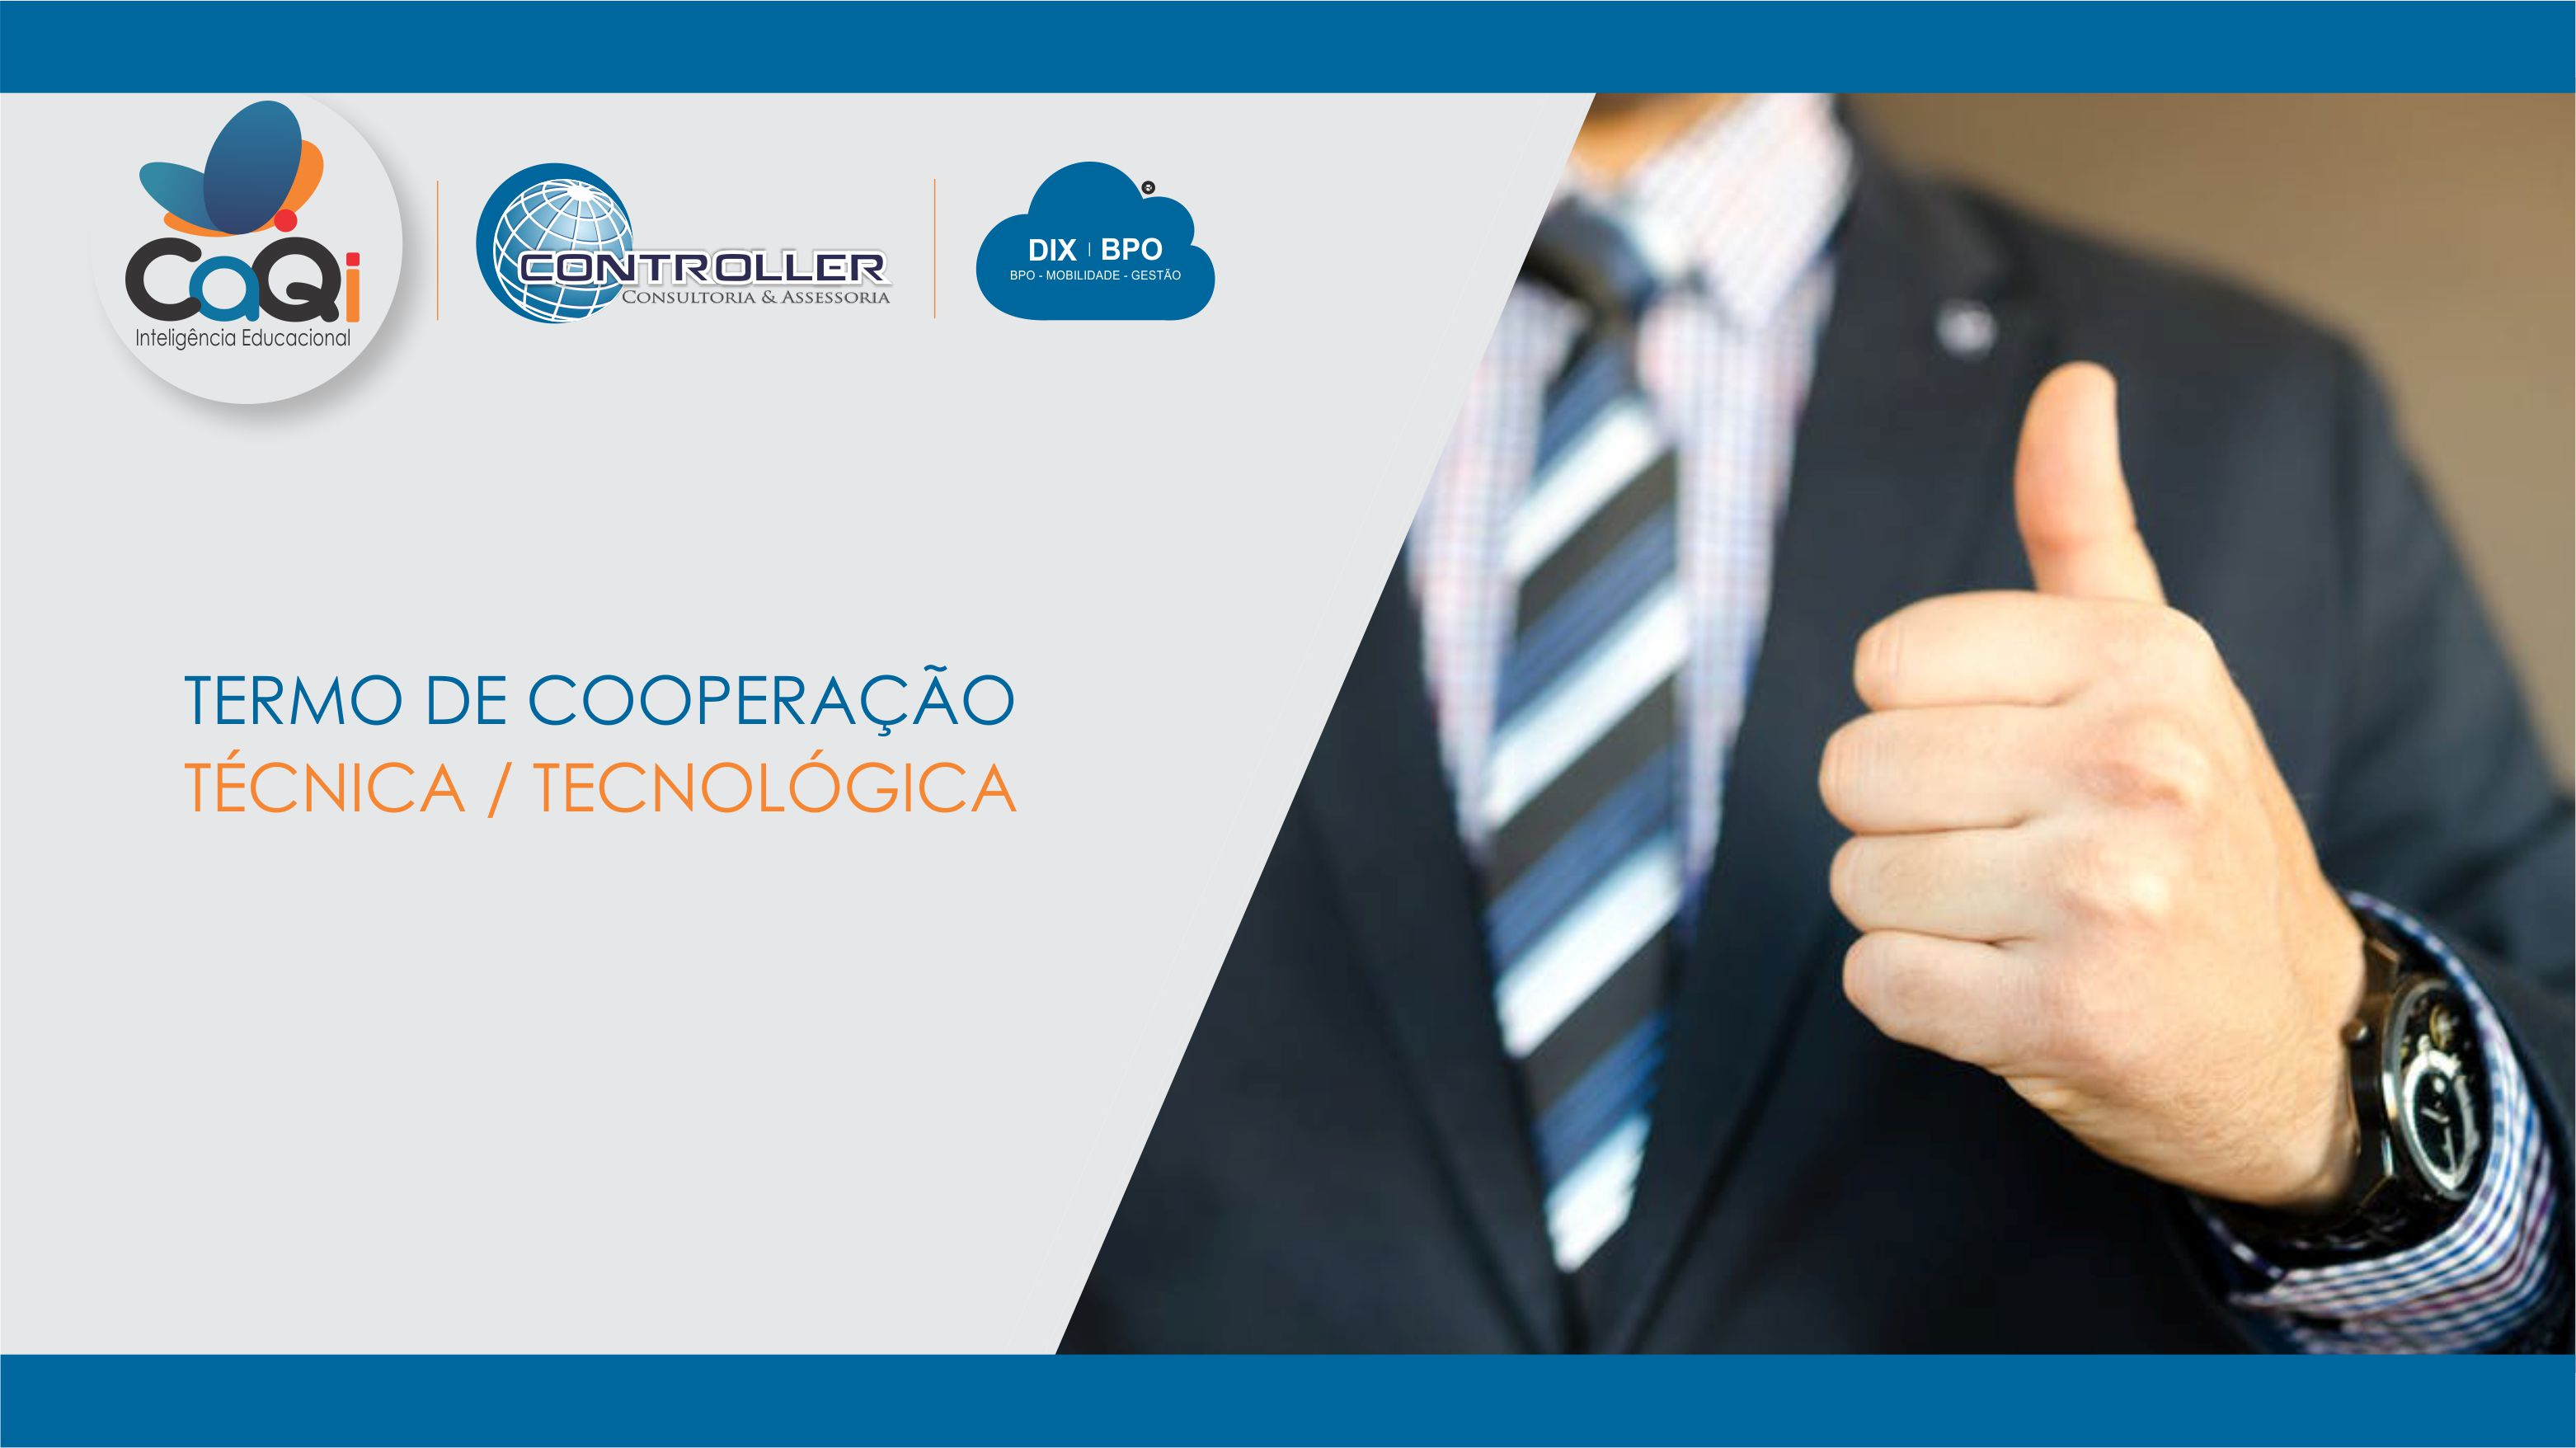 CaQi
Inteligência Educacional
CONTROLLER
CONSULTORIA & ASSESSORIA
DIX | BPO
BPO - MOBILIDADE - GESTÃO
TERMO DE COOPERAÇÃO
TÉCNICA / TECNOLÓGICA